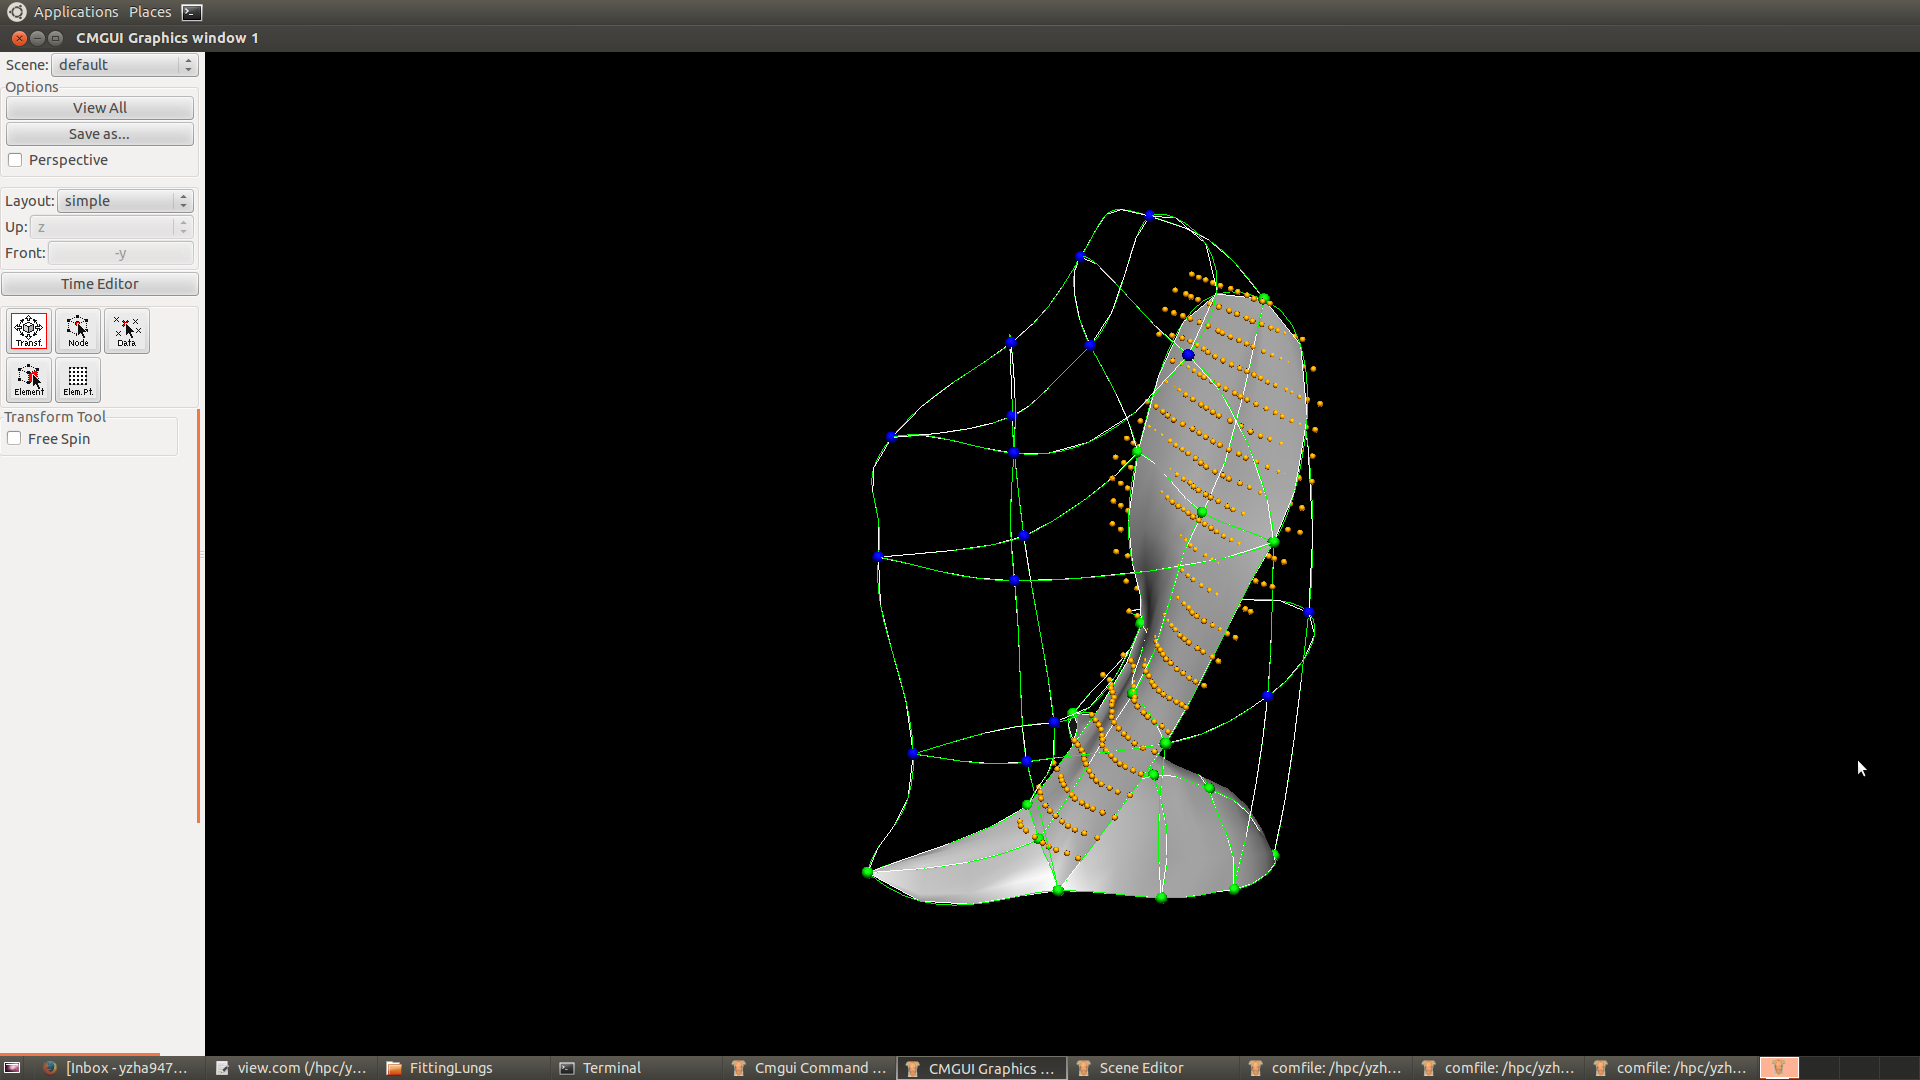 Applications Places
CMGUI Graphics window 1
Scene: default
Options
View All
Save as...
Perspective
Layout: simple
Up: z
Front: -y
Time Editor
Transf. Node Data
Element Elem.Pt.
Transform Tool
Free Spin
[Inbox - yzha947... view.com (/hpc/y... FittingLungs Terminal Cmgui Command ... CMGUI Graphics ... Scene Editor comfile: /hpc/yzh... comfile: /hpc/yzh... comfile: /hpc/yzh...